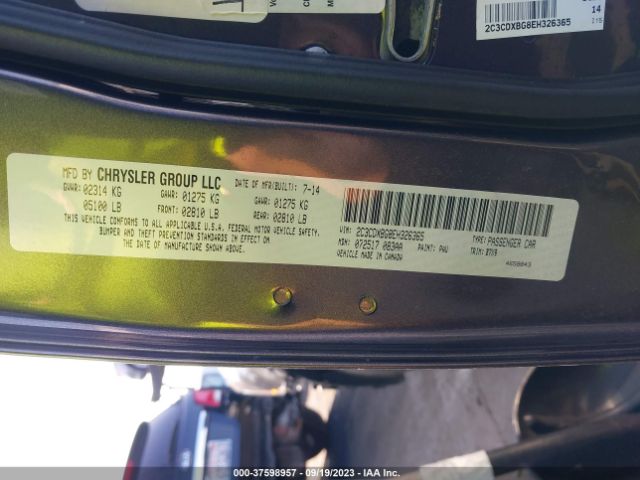 2C3CDXBG8EH326365
14
MFD BY CHRYSLER GROUP LLC
DATE OF MFR(BUILT): 7-14
GVWR: 02314 KG
GAWR: 01275 KG
GAWR: 01275 KG
05100 LB
FRONT: 02810 LB
REAR: 02810 LB
THIS VEHICLE CONFORMS TO ALL APPLICABLE U.S.A. FEDERAL MOTOR VEHICLE SAFETY,
BUMPER AND THEFT PREVENTION STANDARDS IN EFFECT ON
THE DATE OF MANUFACTURE SHOWN ABOVE.
VIN: 2C3CDXBG8EH326365
TYPE: PASSENGER CAR
MDH: 072517 083AA
PAINT: PHU
VEHICLE MADE IN CANADA
000-37598957 - 09/19/2023 - IAA Inc.